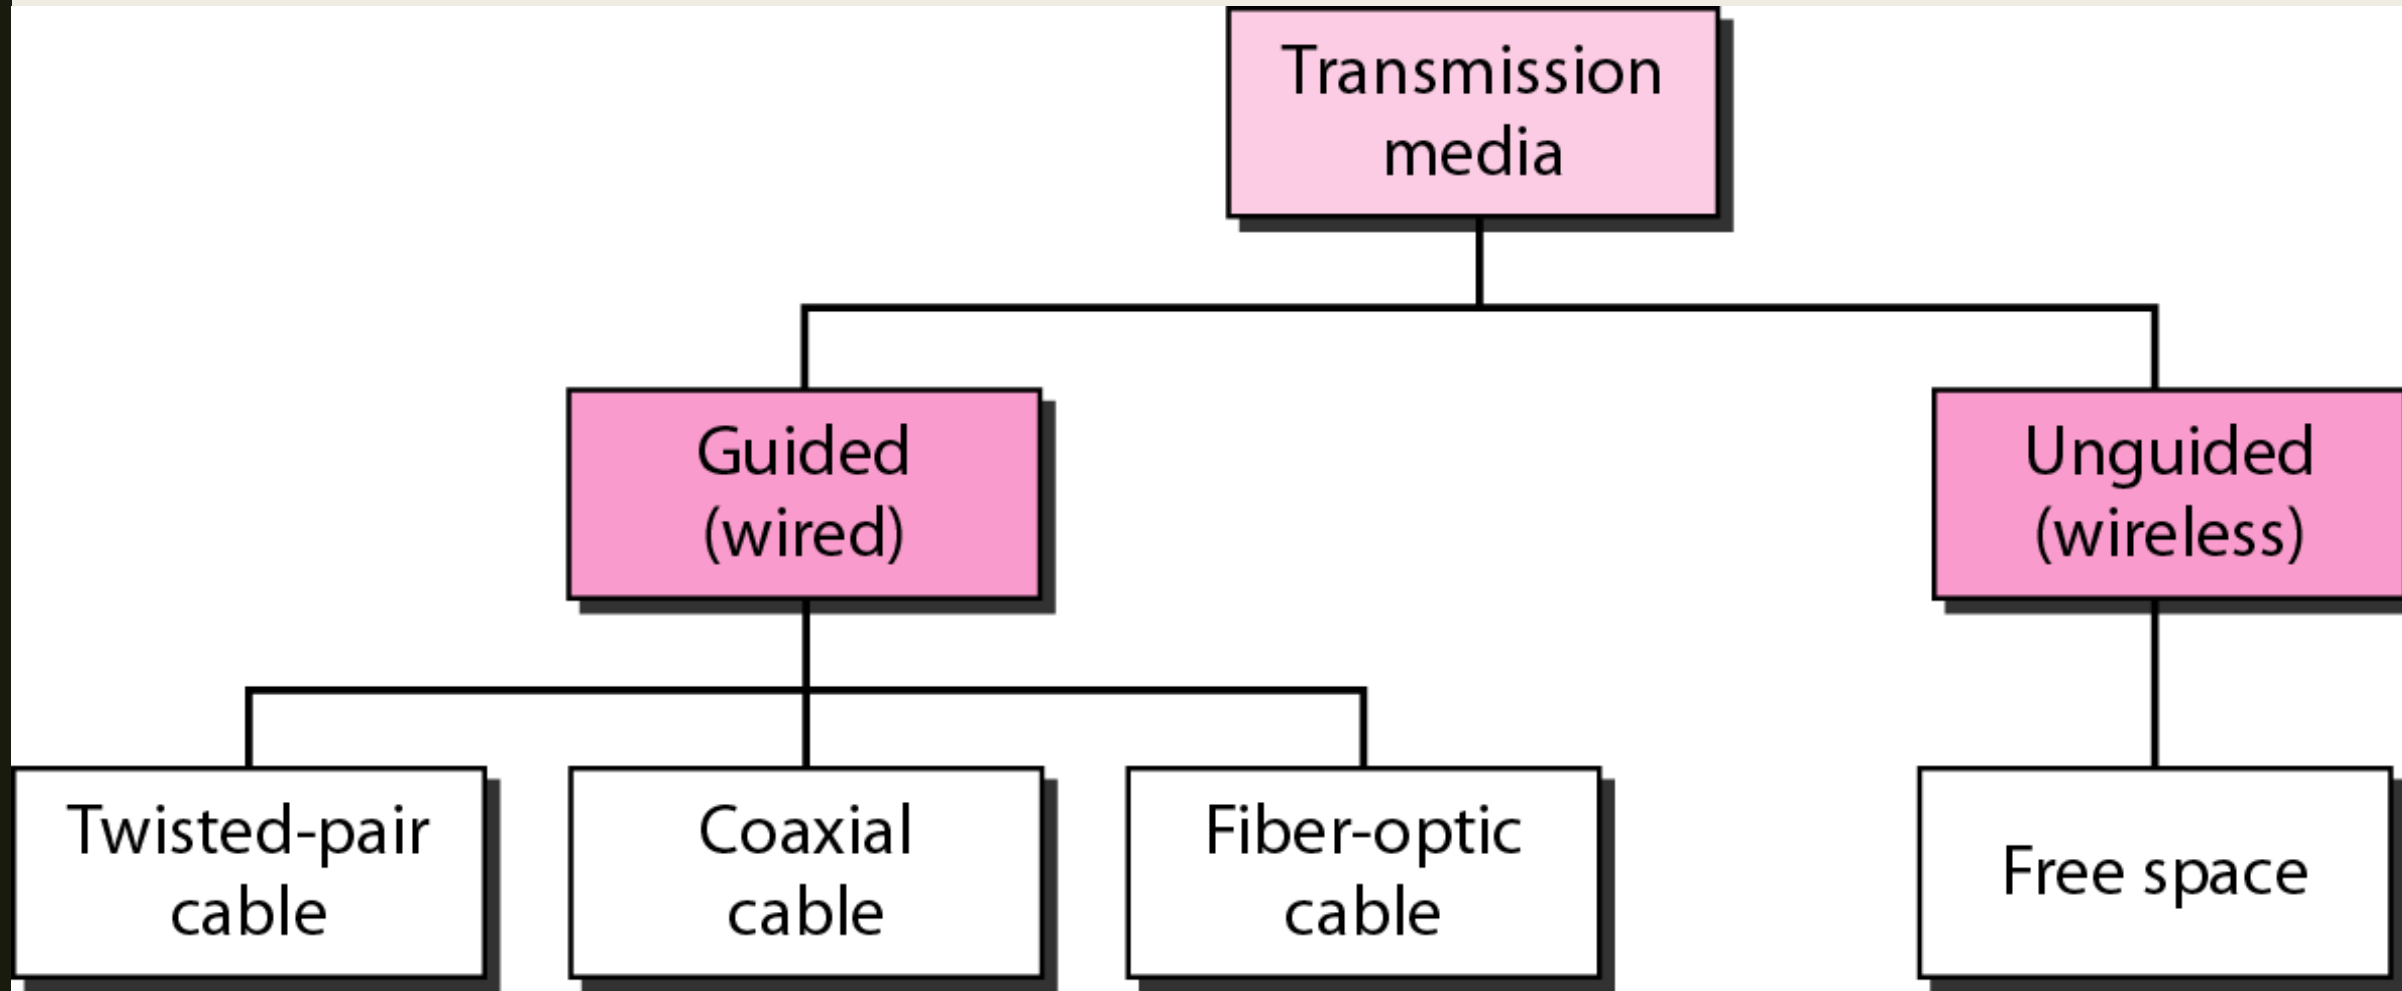 Transmission
media
Guided
(wired)
Unguided
(wireless)
Twisted-pair
cable
Coaxial
cable
Fiber-optic
cable
Free space